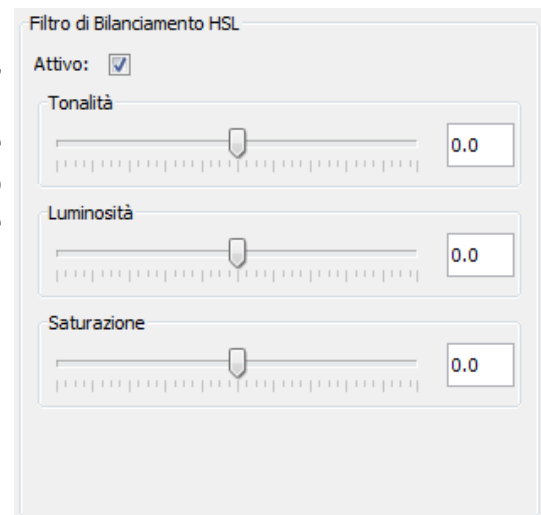 Filtro di Bilanciamento HSL
Attivo:
Tonalità
0.0
Luminosità
0.0
Saturazione
0.0